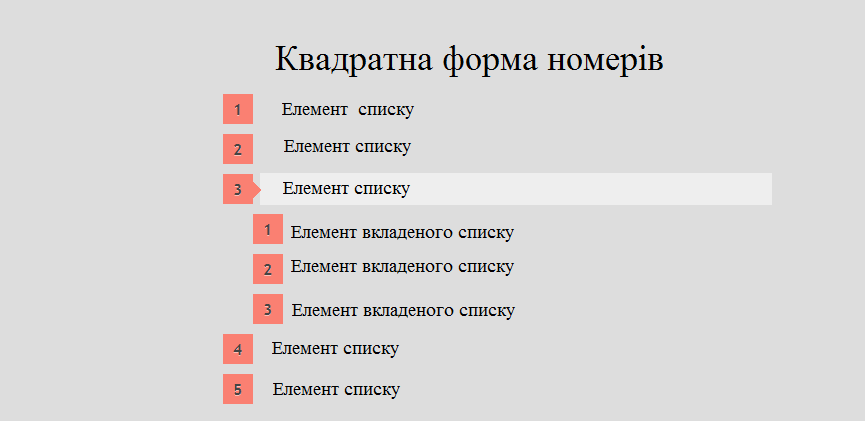 Квадратна форма номерів
1 Елемент списку
2 Елемент списку
3 Елемент списку
1 Елемент вкладеного списку
2 Елемент вкладеного списку
3 Елемент вкладеного списку
4 Елемент списку
5 Елемент списку